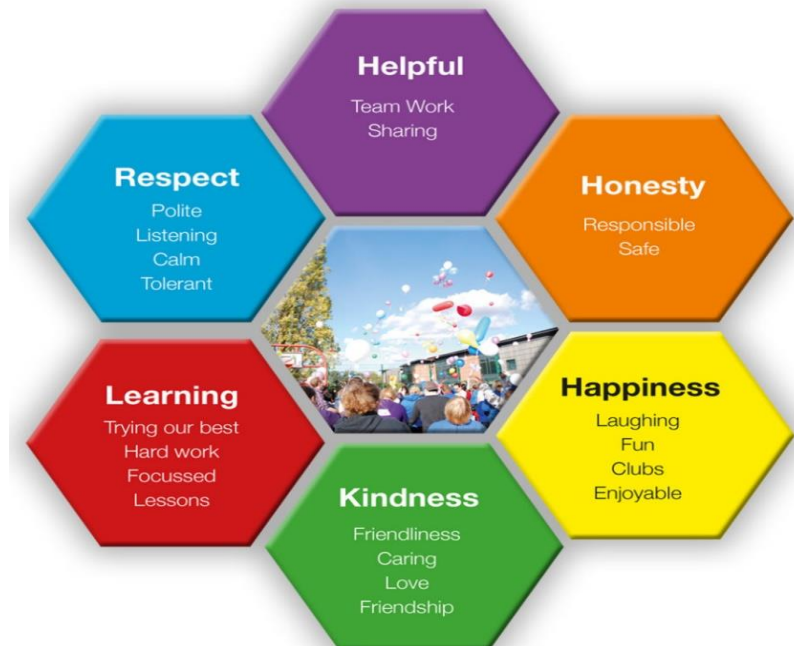 Helpful
Team Work
Sharing
Respect
Polite
Listening
Calm
Tolerant
Honesty
Responsible
Safe
Learning
Trying our best
Hard work
Focussed
Lessons
Happiness
Laughing
Fun
Clubs
Enjoyable
Kindness
Friendliness
Caring
Love
Friendship